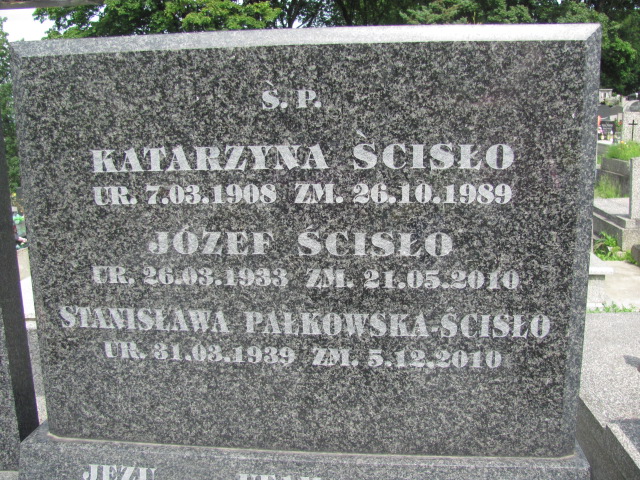 Ś. P.
KATARZYNA ŚCISŁO
UR. 7.03.1908 ZM. 26.10.1989
JÓZEF ŚCISŁO
UR. 26.03.1933 ZM. 21.05.2010
STANISŁAWA PAŁKOWSKA-ŚCISŁO
UR. 31.03.1939 ZM. 5.12.2010
JEZU